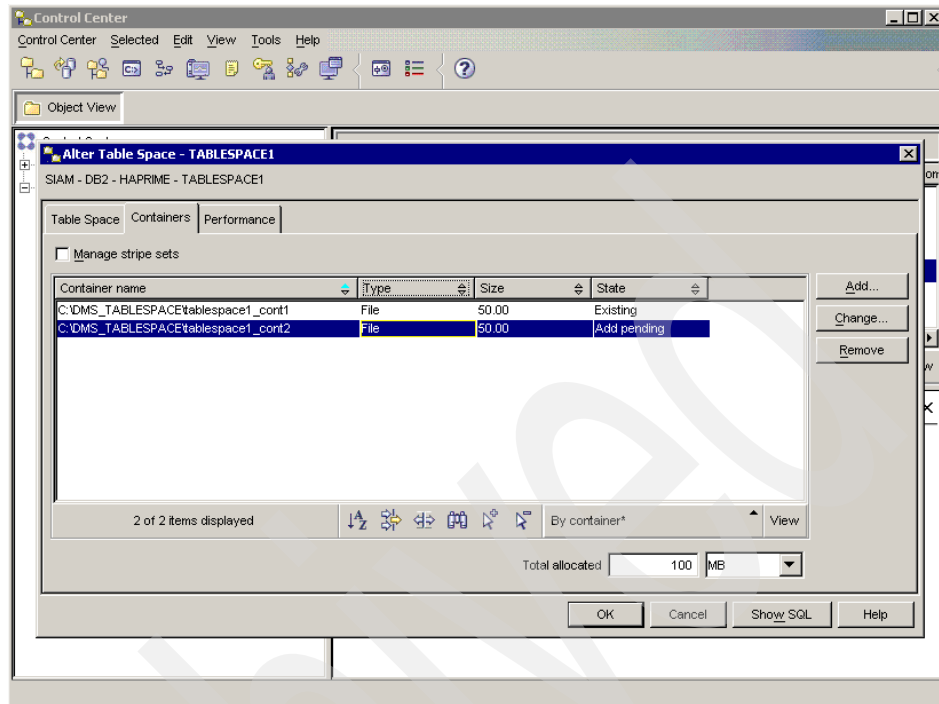 Control Center
Control Center Selected Edit View Tools Help
Object View
Alter Table Space - TABLESPACE1
SIAM - DB2 - HAPRIME - TABLESPACE1
Table Space Containers Performance
Manage stripe sets
Container name Type Size State
C:\DMS_TABLESPACE\tablespace1_cont1 File 50.00 Existing
C:\DMS_TABLESPACE\tablespace1_cont2 File 50.00 Add pending
Add...
Change...
Remove
2 of 2 items displayed By container* View
Total allocated 100 MB
OK Cancel Show SQL Help